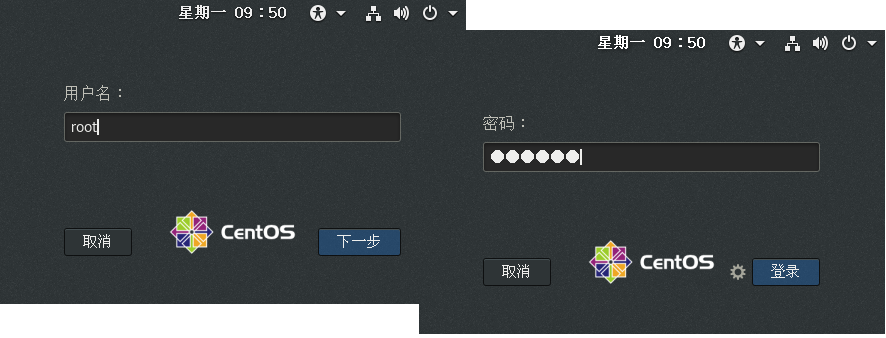 星期一 09：50
用户名：
root
取消
CentOS
下一步
星期一 09：50
密码：
取消
CentOS
登录